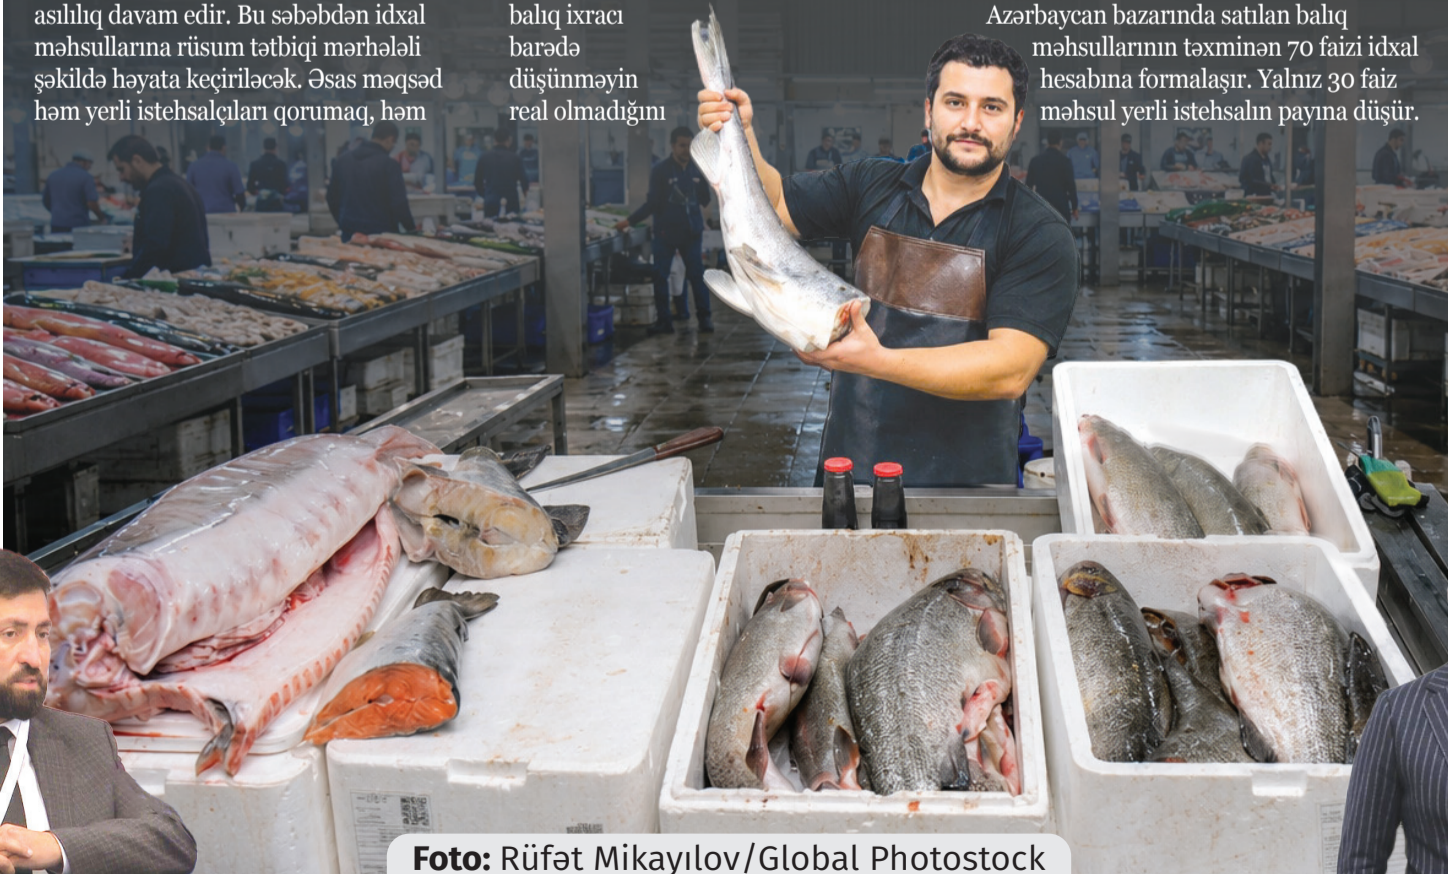 asılılıq davam edir. Bu səbəbdən idxal
məhsullarına rüsum tətbiqi mərhələli
şəkildə həyata keçiriləcək. Əsas məqsəd
həm yerli istehsalçıları qorumaq, həm
balıq ixracı
barədə
düşünməyin
real olmadığını
Azərbaycan bazarında satılan balıq
məhsullarının təxminən 70 faizi idxal
hesabına formalaşır. Yalnız 30 faiz
məhsul yerli istehsalın payına düşür.
Foto: Rüfət Mikayılov/Global Photostock